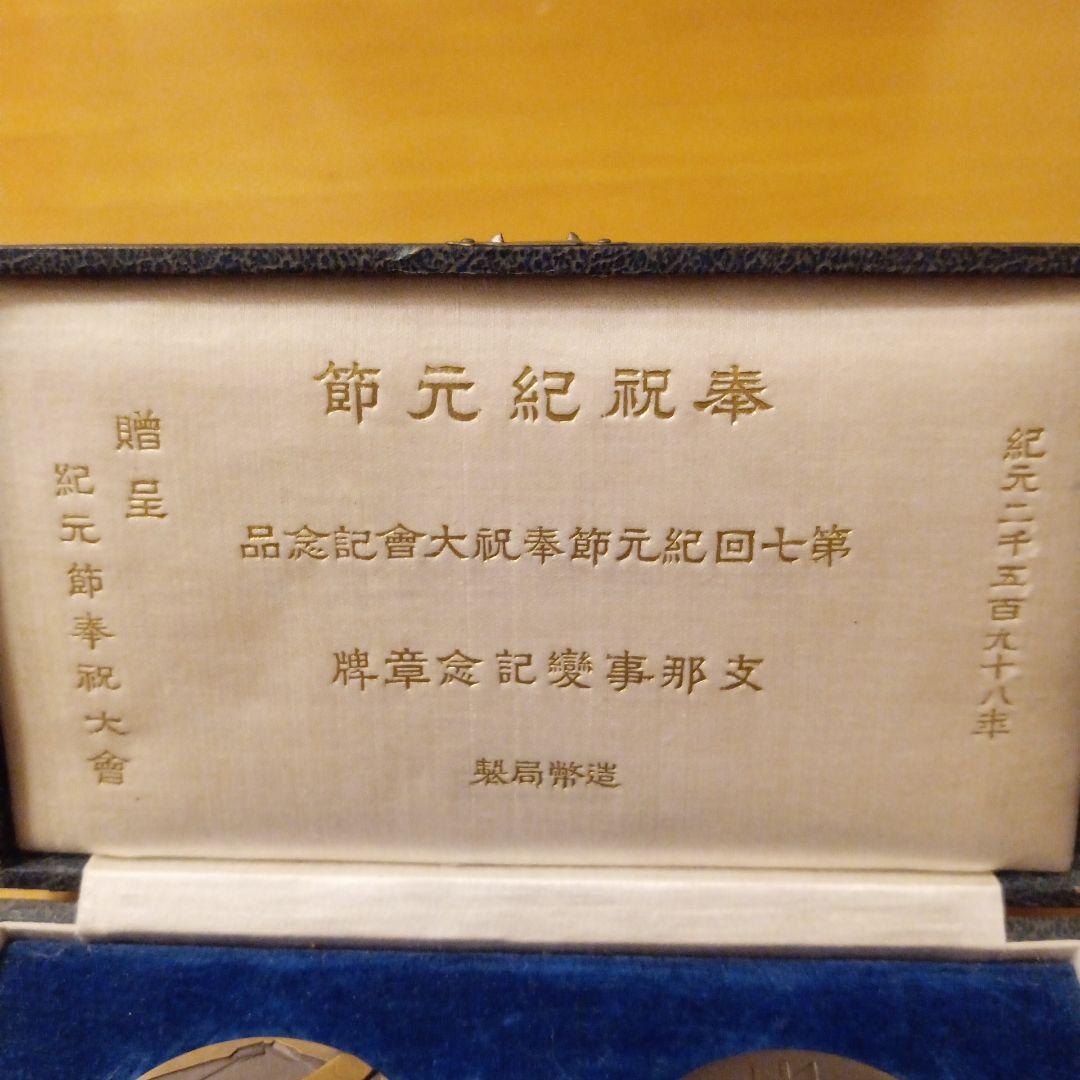 奉祝紀元節
紀元二千五百九十八年
第七回紀元節奉祝大會記念品
支那事變記念章牌
造幣局製
贈呈
紀元節奉祝大會